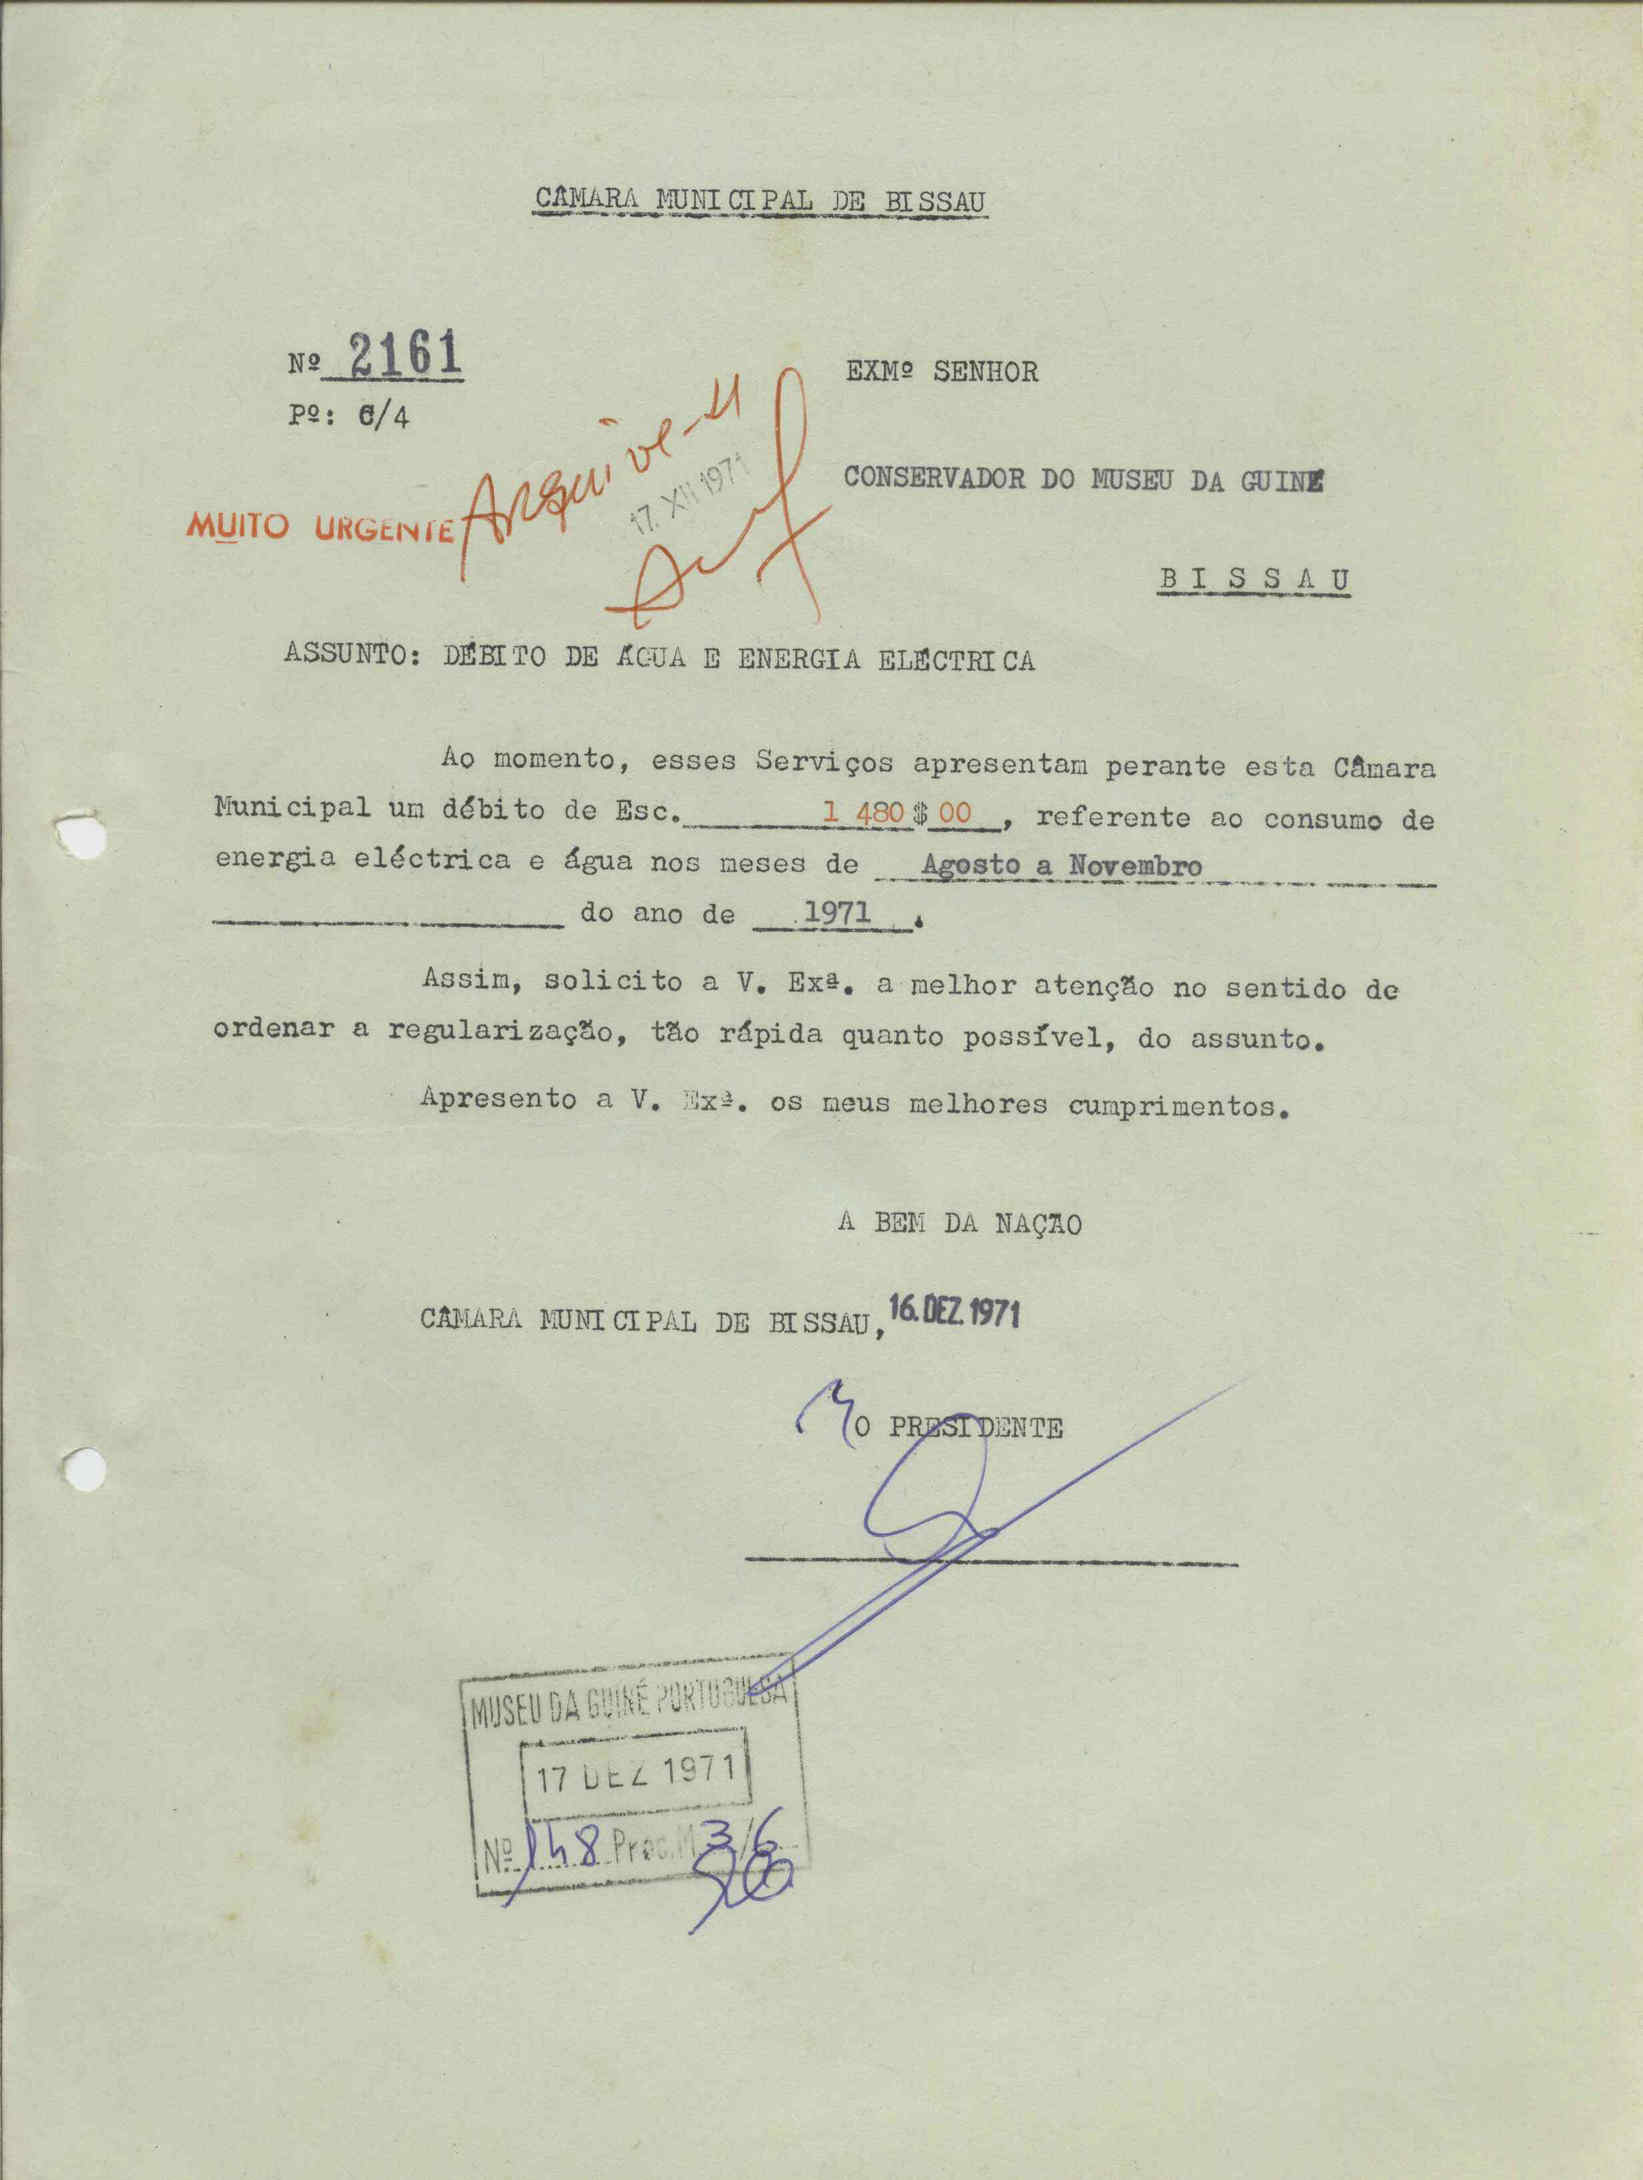 CÂMARA MUNICIPAL DE BISSAU
Nº 2161
Pº: 6/4
EXMº SENHOR
CONSERVADOR DO MUSEU DA GUINÉ
MUITO URGENTE
Arquive-se
17. XII 1971
B I S S A U
ASSUNTO: DÉBITO DE ÁGUA E ENERGIA ELÉCTRICA
Ao momento, esses Serviços apresentam perante esta Câmara
Municipal um débito de Esc. 1 480$00, referente ao consumo de
energia eléctrica e água nos meses de Agosto a Novembro
do ano de 1971.
Assim, solicito a V. Exª. a melhor atenção no sentido de
ordenar a regularização, tão rápida quanto possível, do assunto.
Apresento a V. Exª. os meus melhores cumprimentos.
A BEM DA NAÇÃO
CÂMARA MUNICIPAL DE BISSAU, 16. DEZ. 1971
O PRESIDENTE
MUSEU DA GUINÉ PORTUGUESA
17 DEZ 1971
Nº 148 Proc. M 3/6